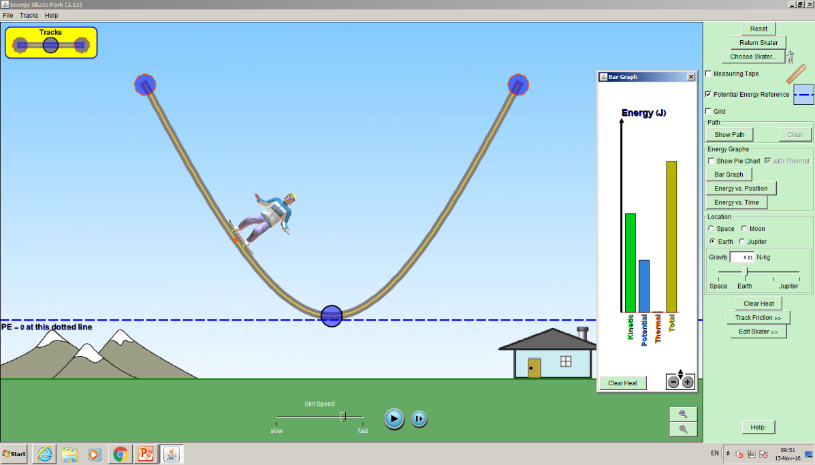 Energy Skate Park (2.13)
File Tracks Help
Tracks
PE = 0 at this dotted line
Bar Graph
Energy (J)
Kinetic
Potential
Thermal
Total
Clear Heat
Sim Speed
slow fast
Reset
Return Skater
Choose Skater...
Measuring Tape
Potential Energy Reference
Grid
Path
Show Path Clear
Energy Graphs
Show Pie Chart with Thermal
Bar Graph
Energy vs. Position
Energy vs. Time
Location
Space Moon
Earth Jupiter
Gravity 9.81 N/kg
Space Earth Jupiter
Clear Heat
Track Friction >>
Edit Skater >>
Help!
Start
EN
09:51
13-Nov-16